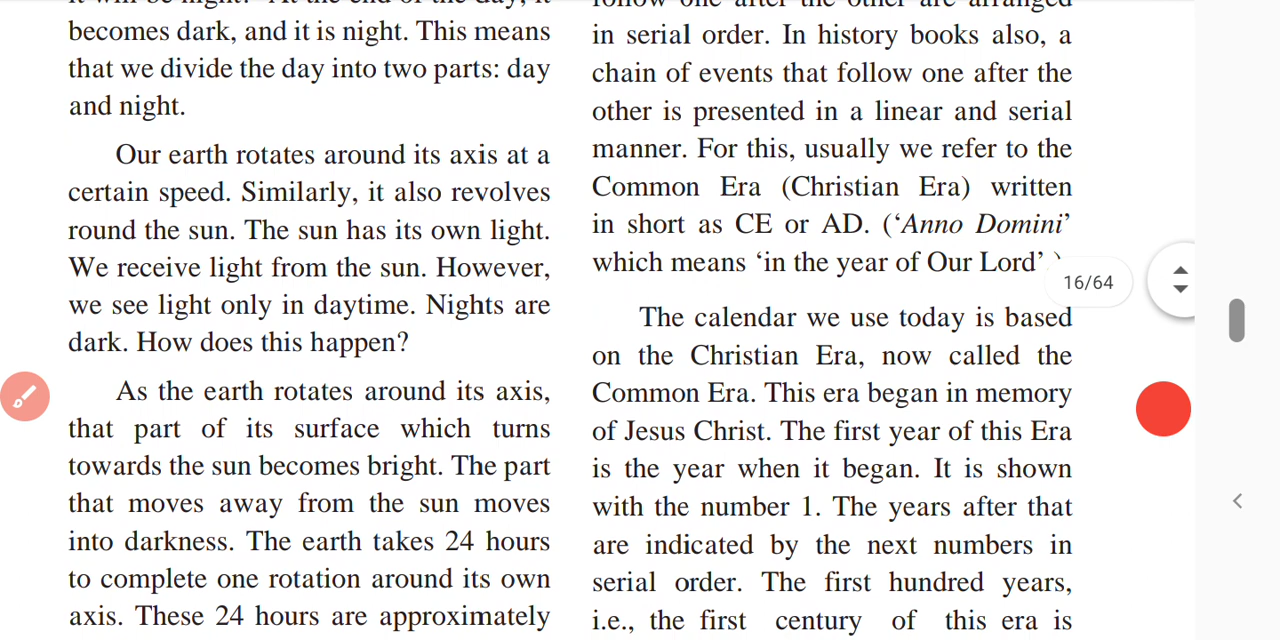 becomes dark, and it is night. This means
that we divide the day into two parts: day
and night.
Our earth rotates around its axis at a
certain speed. Similarly, it also revolves
round the sun. The sun has its own light.
We receive light from the sun. However,
we see light only in daytime. Nights are
dark. How does this happen?
As the earth rotates around its axis,
that part of its surface which turns
towards the sun becomes bright. The part
that moves away from the sun moves
into darkness. The earth takes 24 hours
to complete one rotation around its own
axis. These 24 hours are approximately
follow one after the other are arranged
in serial order. In history books also, a
chain of events that follow one after the
other is presented in a linear and serial
manner. For this, usually we refer to the
Common Era (Christian Era) written
in short as CE or AD. (‘Anno Domini’
which means ‘in the year of Our Lord’.)
The calendar we use today is based
on the Christian Era, now called the
Common Era. This era began in memory
of Jesus Christ. The first year of this Era
is the year when it began. It is shown
with the number 1. The years after that
are indicated by the next numbers in
serial order. The first hundred years,
i.e., the first century of this era is
16/64